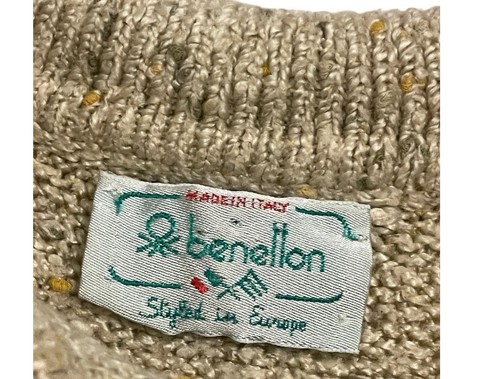 MADE IN ITALY
benetton
Styled in Europe